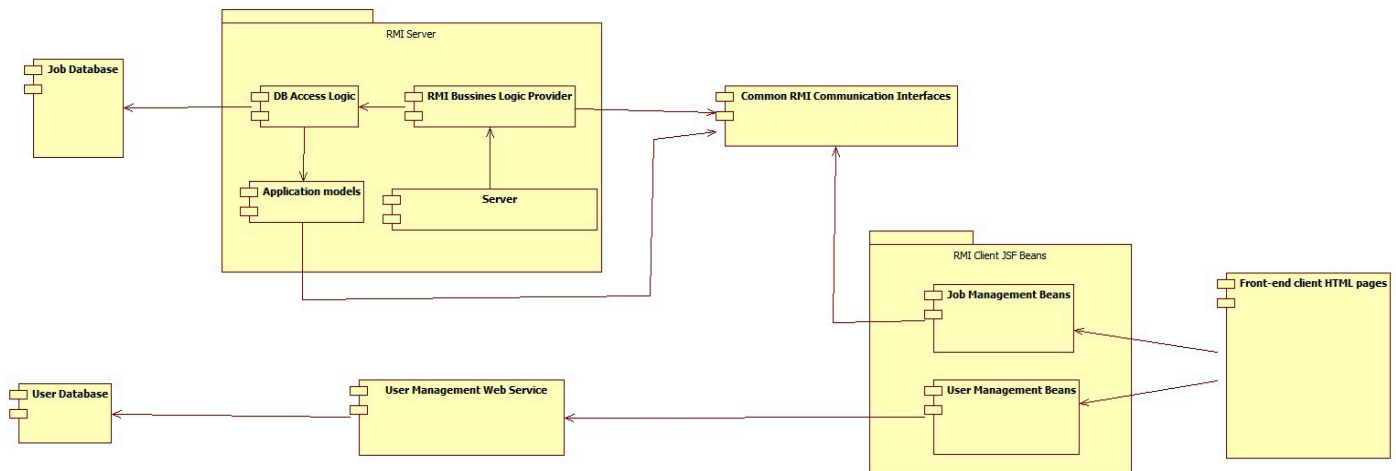 RMI Server
Job Database
DB Access Logic
RMI Bussines Logic Provider
Common RMI Communication Interfaces
Application models
Server
RMI Client JSF Beans
Job Management Beans
Front-end client HTML pages
User Database
User Management Web Service
User Management Beans